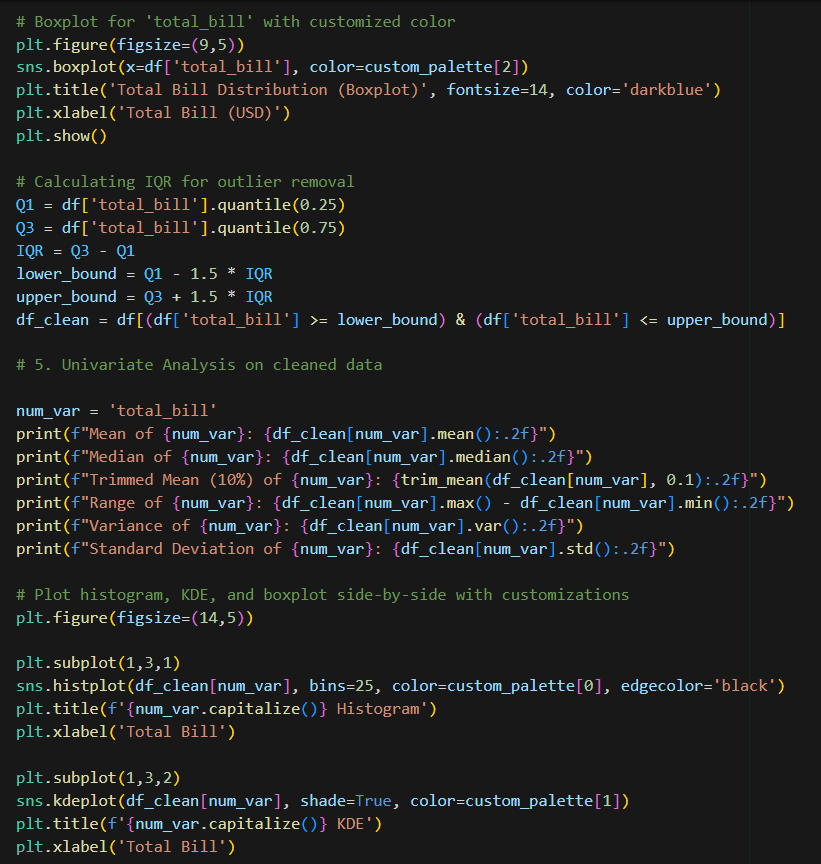 # Boxplot for 'total_bill' with customized color
plt.figure(figsize=(9,5))
sns.boxplot(x=df['total_bill'], color=custom_palette[2])
plt.title('Total Bill Distribution (Boxplot)', fontsize=14, color='darkblue')
plt.xlabel('Total Bill (USD)')
plt.show()

# Calculating IQR for outlier removal
Q1 = df['total_bill'].quantile(0.25)
Q3 = df['total_bill'].quantile(0.75)
IQR = Q3 - Q1
lower_bound = Q1 - 1.5 * IQR
upper_bound = Q3 + 1.5 * IQR
df_clean = df[(df['total_bill'] >= lower_bound) & (df['total_bill'] <= upper_bound)]

# 5. Univariate Analysis on cleaned data

num_var = 'total_bill'
print(f"Mean of {num_var}: {df_clean[num_var].mean():.2f}")
print(f"Median of {num_var}: {df_clean[num_var].median():.2f}")
print(f"Trimmed Mean (10%) of {num_var}: {trim_mean(df_clean[num_var], 0.1):.2f}")
print(f"Range of {num_var}: {df_clean[num_var].max() - df_clean[num_var].min():.2f}")
print(f"Variance of {num_var}: {df_clean[num_var].var():.2f}")
print(f"Standard Deviation of {num_var}: {df_clean[num_var].std():.2f}")

# Plot histogram, KDE, and boxplot side-by-side with customizations
plt.figure(figsize=(14,5))

plt.subplot(1,3,1)
sns.histplot(df_clean[num_var], bins=25, color=custom_palette[0], edgecolor='black')
plt.title(f'{num_var.capitalize()} Histogram')
plt.xlabel('Total Bill')

plt.subplot(1,3,2)
sns.kdeplot(df_clean[num_var], shade=True, color=custom_palette[1])
plt.title(f'{num_var.capitalize()} KDE')
plt.xlabel('Total Bill')